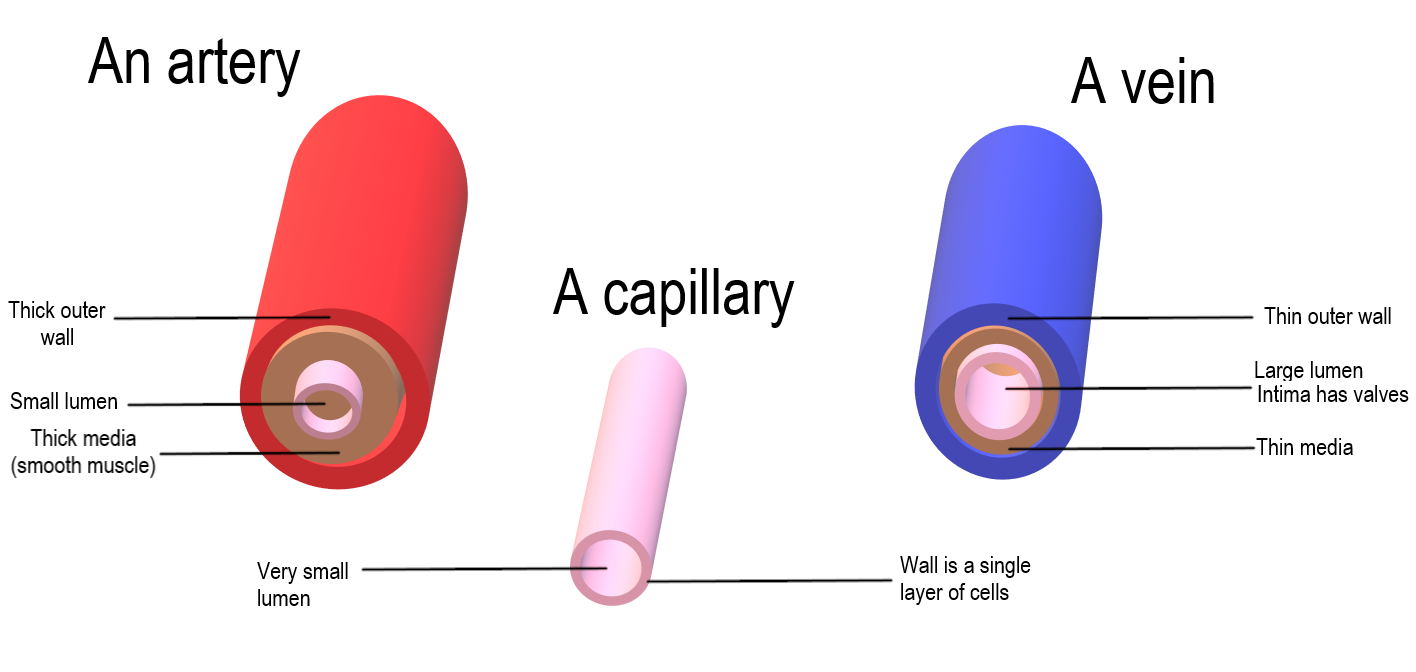 An artery
Thick outer
wall
Small lumen
Thick media
(smooth muscle)
A capillary
Very small
lumen
Wall is a single
layer of cells
A vein
Thin outer wall
Large lumen
Intima has valves
Thin media